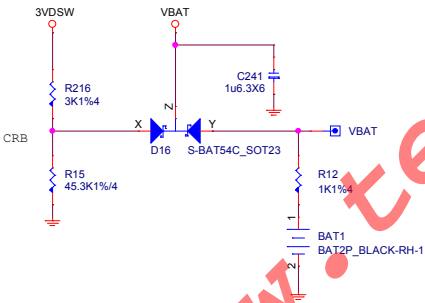 3VDSW
VBAT
R216
3K1%4
C241
1u6.3X6
Z
CRB
X
Y
VBAT
D16
S-BAT54C_SOT23
R15
45.3K1%/4
R12
1K1%4
1
BAT1
BAT2P_BLACK-RH-1
2
w.te